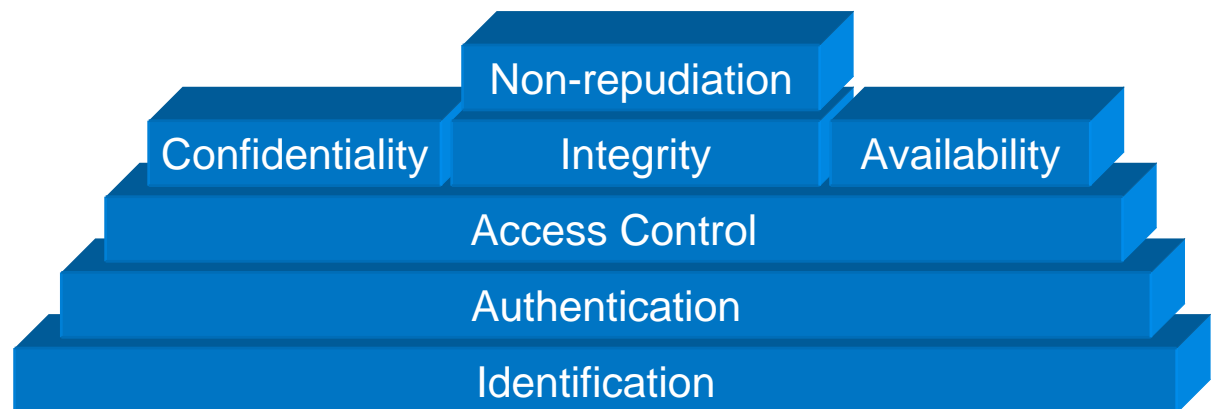 Non-repudiation
Confidentiality Integrity Availability
Access Control
Authentication
Identification